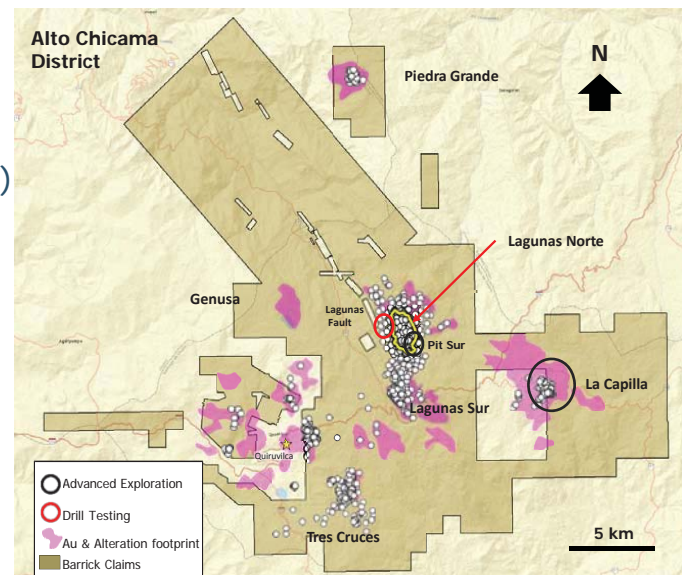 Alto Chicama
District
Piedra Grande
N
)
Lagunas Norte
Genusa
Lagunas
Fault
Pit Sur
La Capilla
Lagunas Sur
Quiruvilca
Tres Cruces
Advanced Exploration
Drill Testing
Au & Alteration footprint
Barrick Claims
5 km